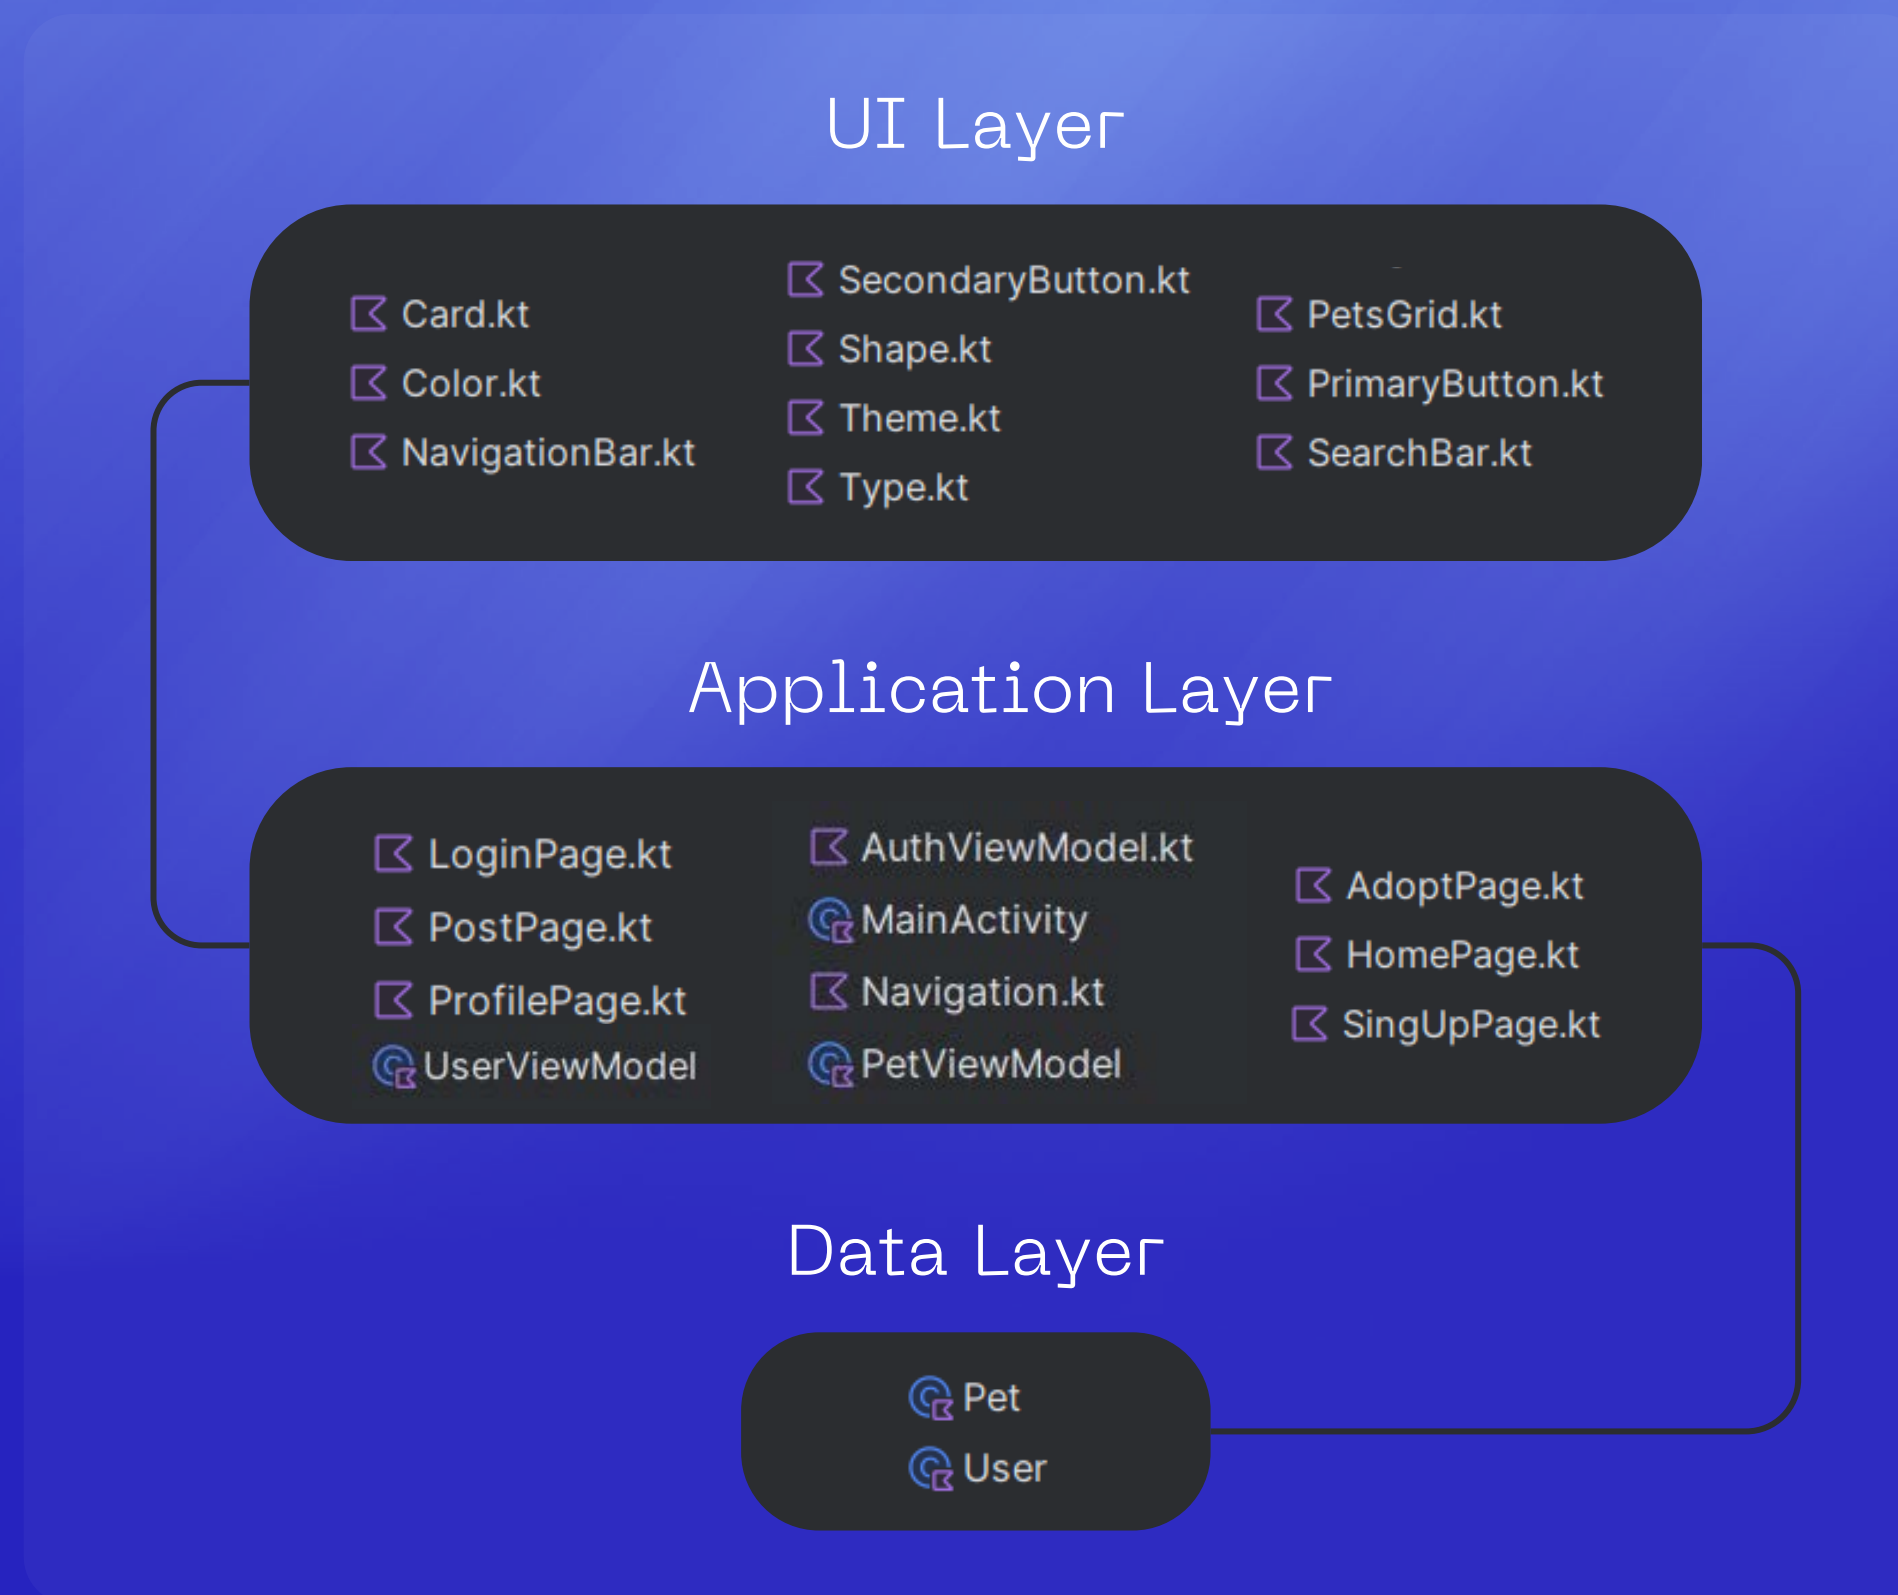 UI Layer
Card.kt
Color.kt
NavigationBar.kt
SecondaryButton.kt
Shape.kt
Theme.kt
Type.kt
PetsGrid.kt
PrimaryButton.kt
SearchBar.kt
Application Layer
LoginPage.kt
PostPage.kt
ProfilePage.kt
UserViewModel
AuthViewModel.kt
MainActivity
Navigation.kt
PetViewModel
AdoptPage.kt
HomePage.kt
SingUpPage.kt
Data Layer
Pet
User